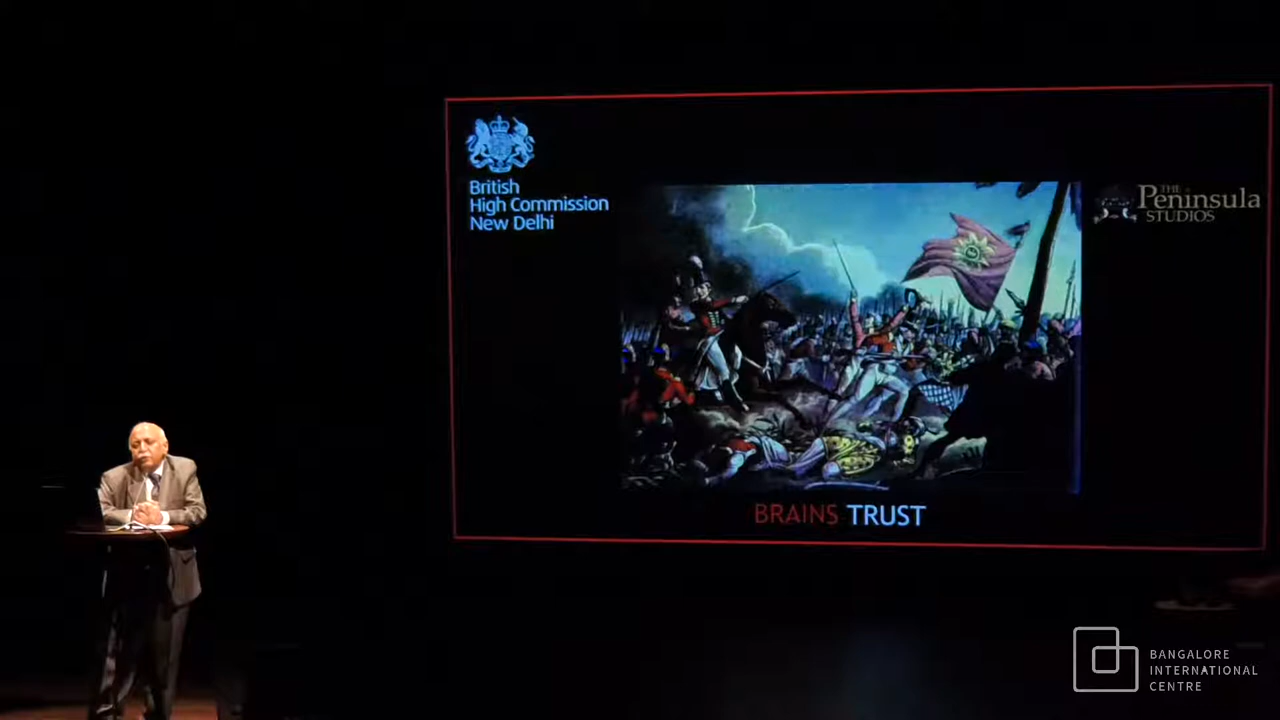 British
High Commission
New Delhi
THE
Peninsula
STUDIOS
BRAINS TRUST
BANGALORE
INTERNATIONAL
CENTRE